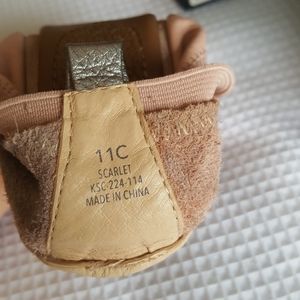 11C
SCARLET
KSC-224-114
MADE IN CHINA